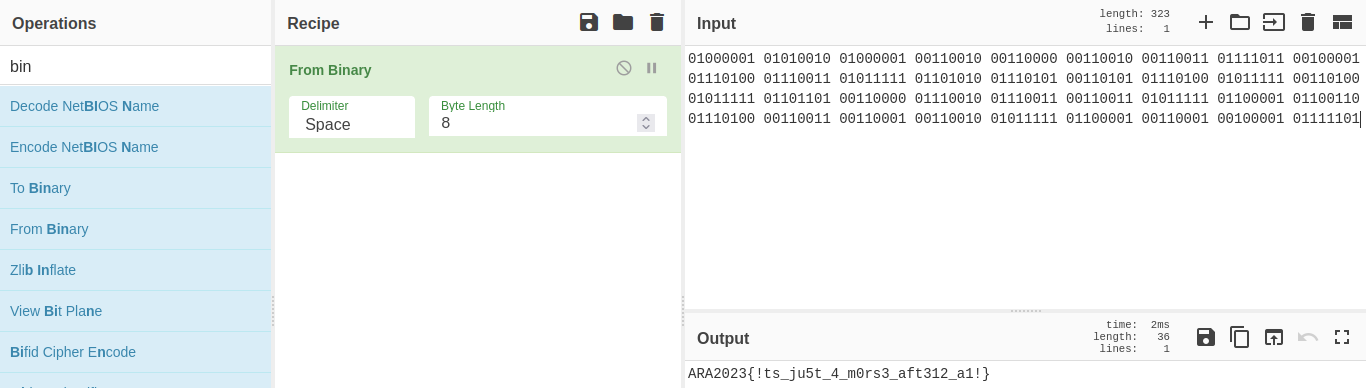 Operations
bin
Decode NetBIOS Name
Encode NetBIOS Name
To Binary
From Binary
Zlib Inflate
View Bit Plane
Bifid Cipher Encode
Recipe
From Binary
Delimiter
Space
Byte Length
8
Input
length: 323
lines: 1
01000001 01010010 01000001 00110010 00110000 00110010 00110011 01111011 00100001
01110100 01110011 01011111 01101010 01110101 00110101 01110100 01011111 00110100
01011111 01101101 00110000 01110010 01110011 00110011 01011111 01100001 01100110
01110100 00110011 00110001 00110010 01011111 01100001 00110001 00100001 01111101
Output
time: 2ms
length: 36
lines: 1
ARA2023{!ts_ju5t_4_m0rs3_aft312_a1!}